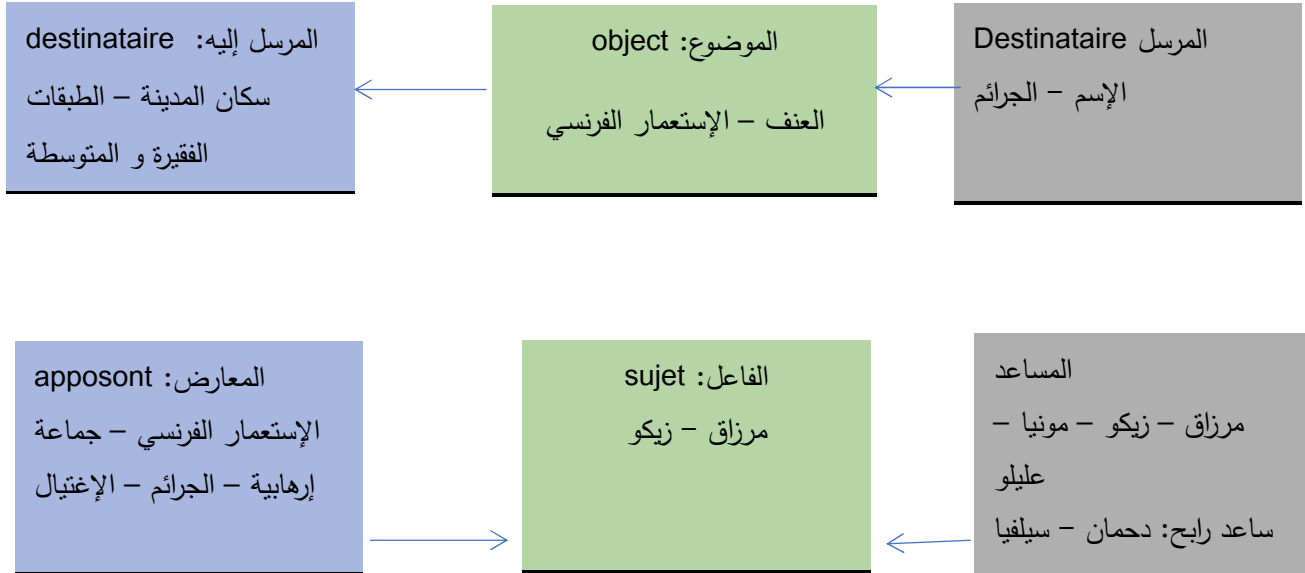 المرسل Destinataire
الإسم – الجرائم
الموضوع: object
العنف – الإستعمار الفرنسي
المرسل إليه: destinataire
سكان المدينة – الطبقات
الفقيرة و المتوسطة
المساعد
مرزاق – زيكو – مونيا –
عليلو
ساعد رابح: دحمان – سيلفيا
الفاعل: sujet
مرزاق – زيكو
المعارض: apposont
الإستعمار الفرنسي – جماعة
إرهابية – الجرائم – الإغتيال